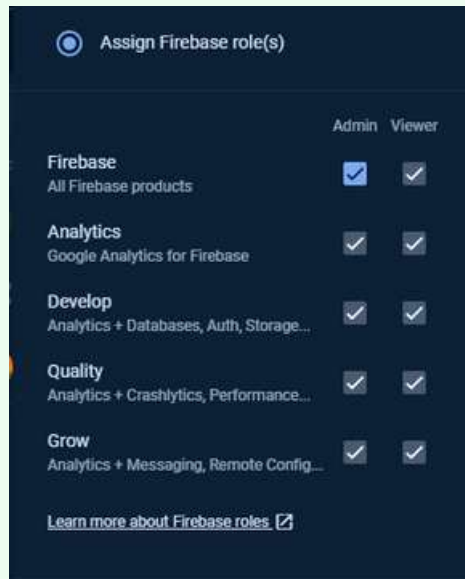 Assign Firebase role(s)
Admin Viewer
Firebase
All Firebase products
Analytics
Google Analytics for Firebase
Develop
Analytics + Databases, Auth, Storage...
Quality
Analytics + Crashlytics, Performance...
Grow
Analytics + Messaging, Remote Config...
Learn more about Firebase roles